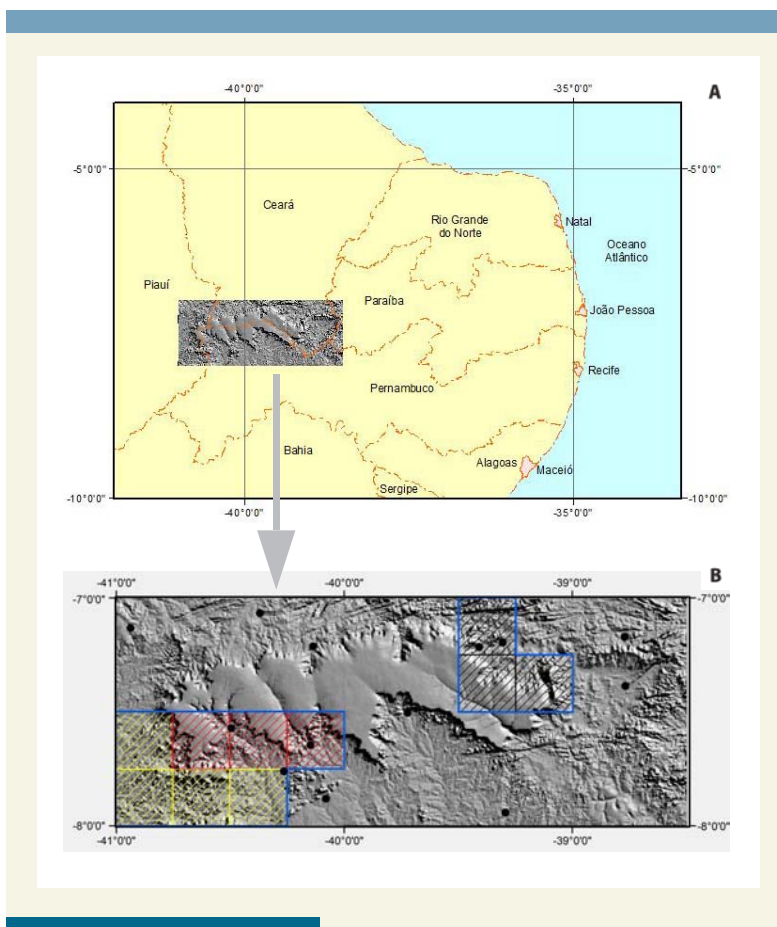 A
-40°0'0"
-35°0'0"
-5°0'0"
-5°0'0"
Ceará
Rio Grande
do Norte
Natal
Oceano
Atlântico
Piauí
Paraíba
João Pessoa
Recife
Pernambuco
Bahia
Alagoas
Maceió
Sergipe
-10°0'0"
-10°0'0"
-40°0'0"
-35°0'0"
B
-41°0'0"
-40°0'0"
-39°0'0"
-7°0'0"
-7°0'0"
-8°0'0"
-8°0'0"
-41°0'0"
-40°0'0"
-39°0'0"